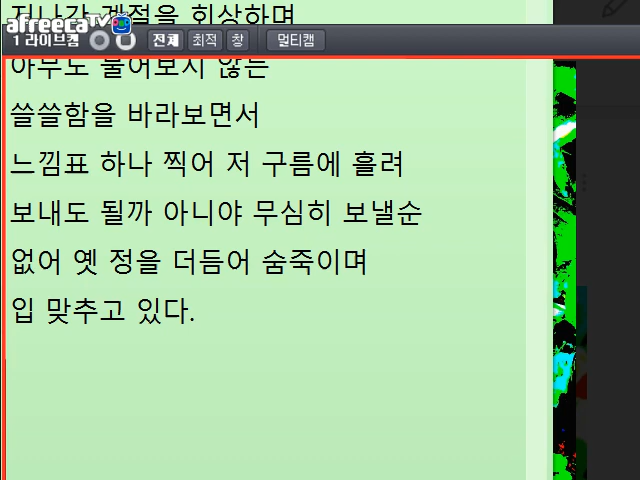 지나간 계절을 회상하며
afreecaTV
1 라이브캠 전체 최적 창 멀티캠
아무도 물어보지 않는
쓸쓸함을 바라보면서
느낌표 하나 찍어 저 구름에 흘려
보내도 될까 아니야 무심히 보낼순
없어 옛 정을 더듬어 숨죽이며
입 맞추고 있다.